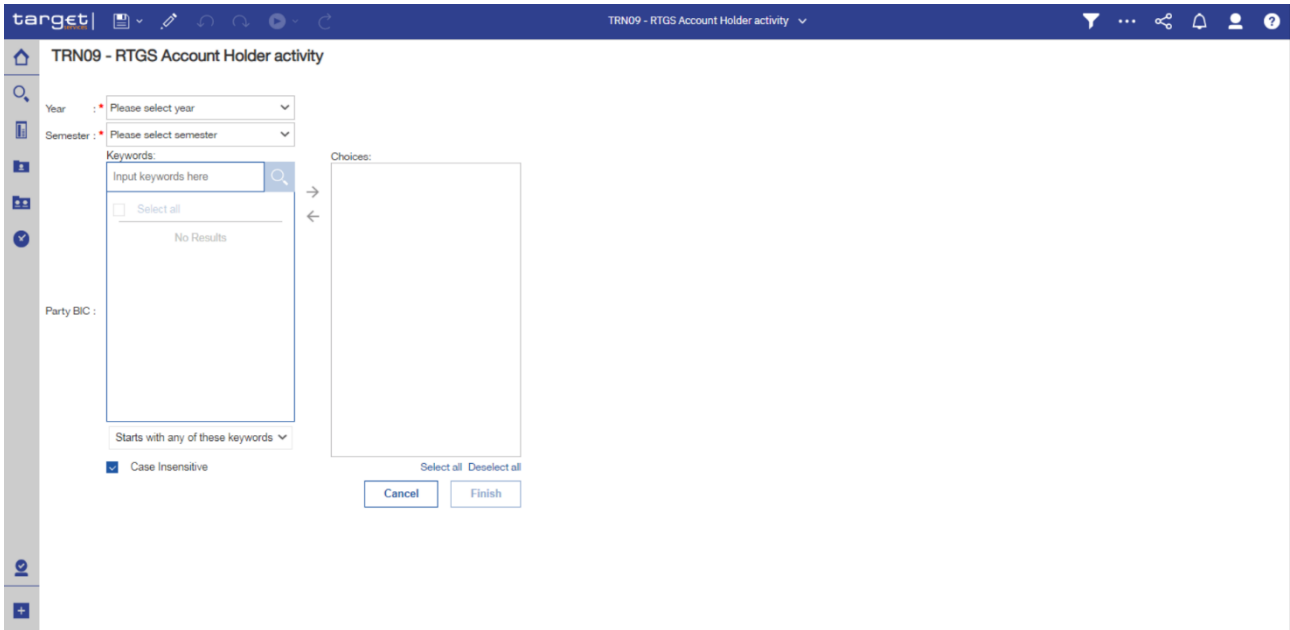 target| TRN09 - RTGS Account Holder activity
TRN09 - RTGS Account Holder activity
Year :* Please select year
Semester :* Please select semester
Keywords: Choices:
Input keywords here
Select all
No Results
Party BIC :
Starts with any of these keywords
Case Insensitive Select all Deselect all
Cancel Finish